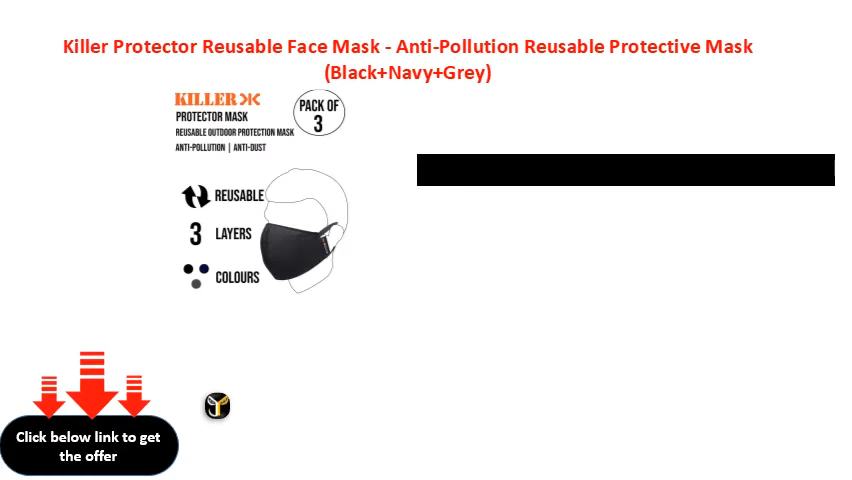 Killer Protector Reusable Face Mask - Anti-Pollution Reusable Protective Mask
(Black+Navy+Grey)
KILLER
PROTECTOR MASK
REUSABLE OUTDOOR PROTECTION MASK
ANTI-POLLUTION | ANTI-DUST
PACK OF
3
REUSABLE
3 LAYERS
COLOURS
Click below link to get
the offer